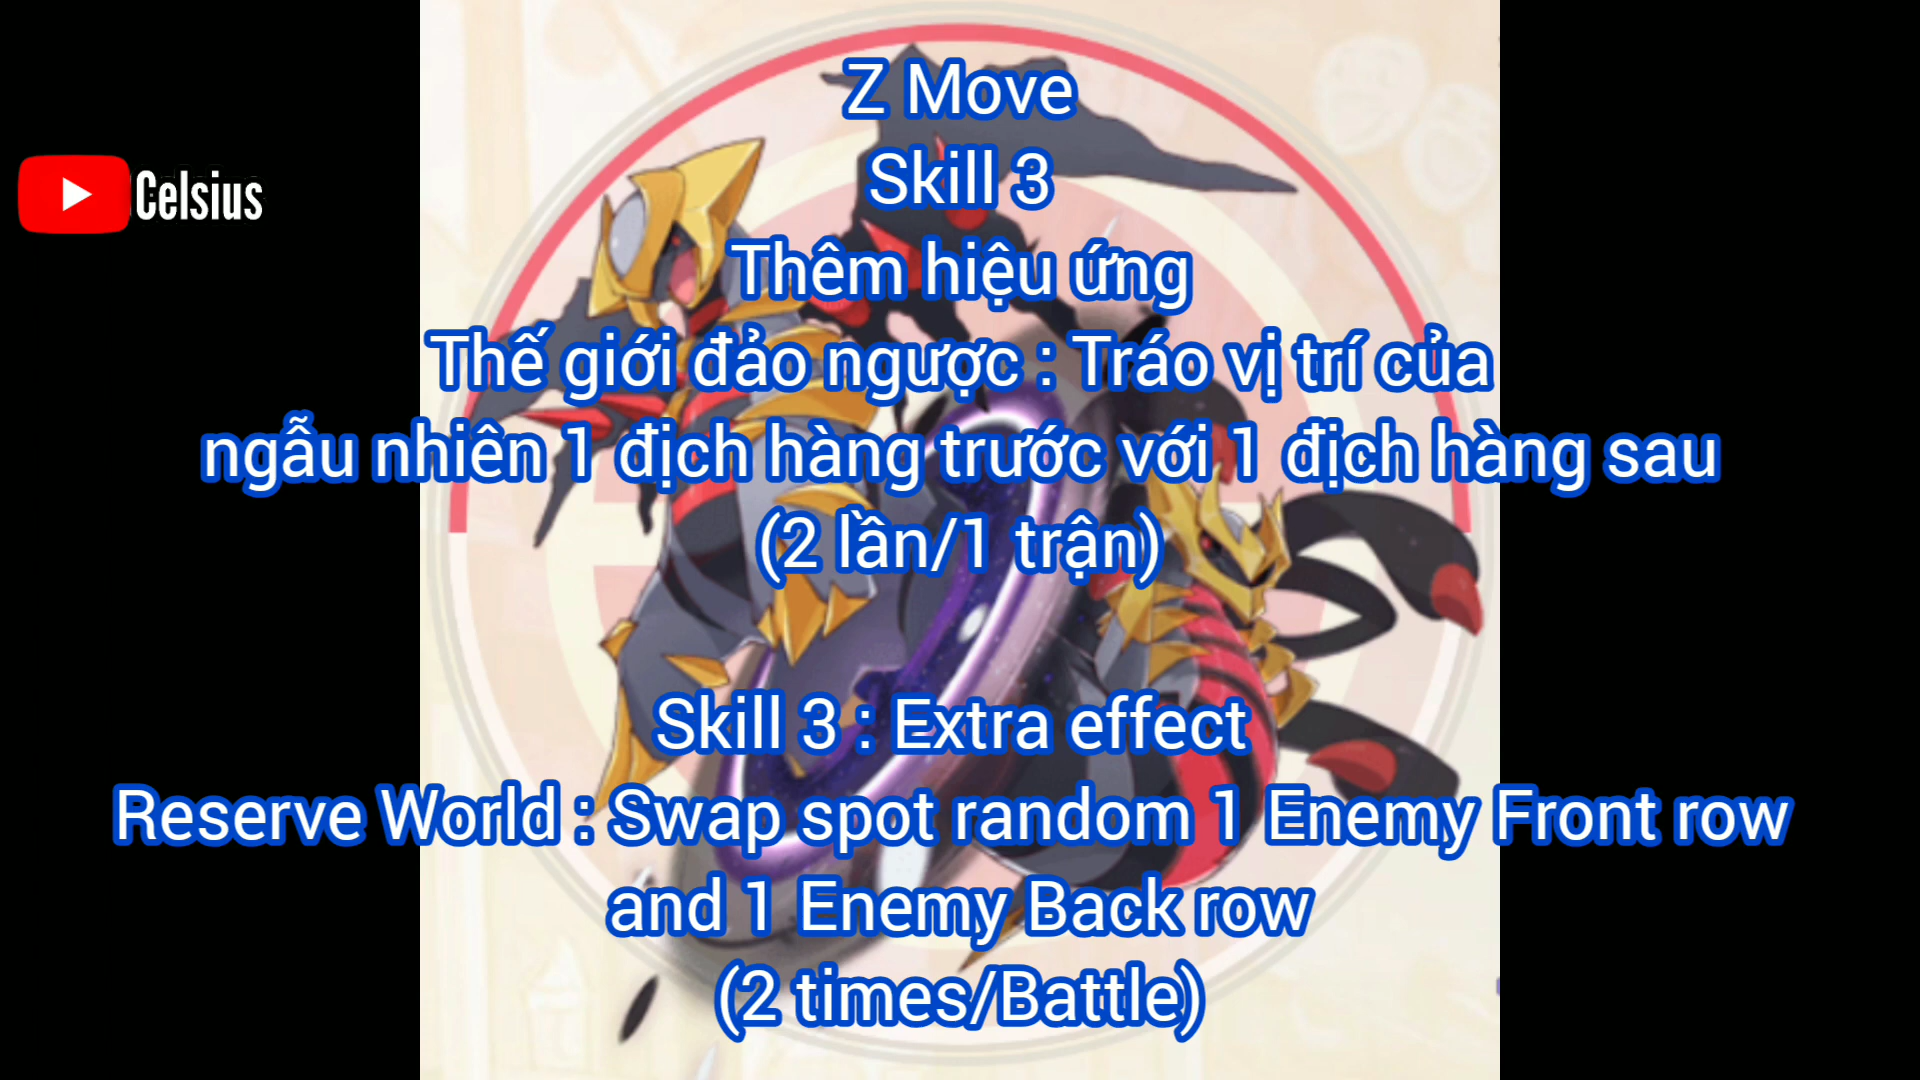 Z Move
Celsius
Skill 3
Thêm hiệu ứng
Thế giới đảo ngược : Tráo vị trí của
ngẫu nhiên 1 địch hàng trước với 1 địch hàng sau
(2 lần/1 trận)
Skill 3 : Extra effect
Reserve World : Swap spot random 1 Enemy Front row
and 1 Enemy Back row
(2 times/Battle)